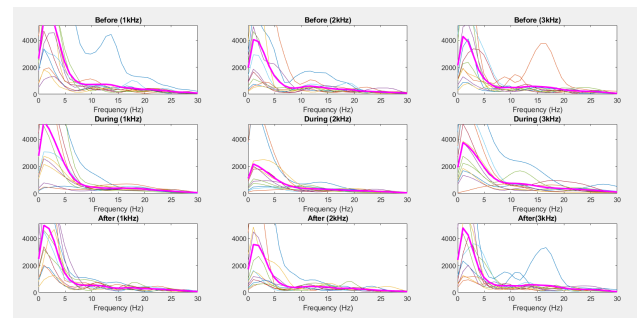 Before (1kHz)
Before (2kHz)
Before (3kHz)
4000
2000
0
0 5 10 15 20 25 30
Frequency (Hz)
4000
2000
0
0 5 10 15 20 25 30
Frequency (Hz)
4000
2000
0
0 5 10 15 20 25 30
Frequency (Hz)
During (1kHz)
During (2kHz)
During (3kHz)
4000
2000
0
0 5 10 15 20 25 30
Frequency (Hz)
4000
2000
0
0 5 10 15 20 25 30
Frequency (Hz)
4000
2000
0
0 5 10 15 20 25 30
Frequency (Hz)
After (1kHz)
After (2kHz)
After(3kHz)
4000
2000
0
0 5 10 15 20 25 30
Frequency (Hz)
4000
2000
0
0 5 10 15 20 25 30
Frequency (Hz)
4000
2000
0
0 5 10 15 20 25 30
Frequency (Hz)